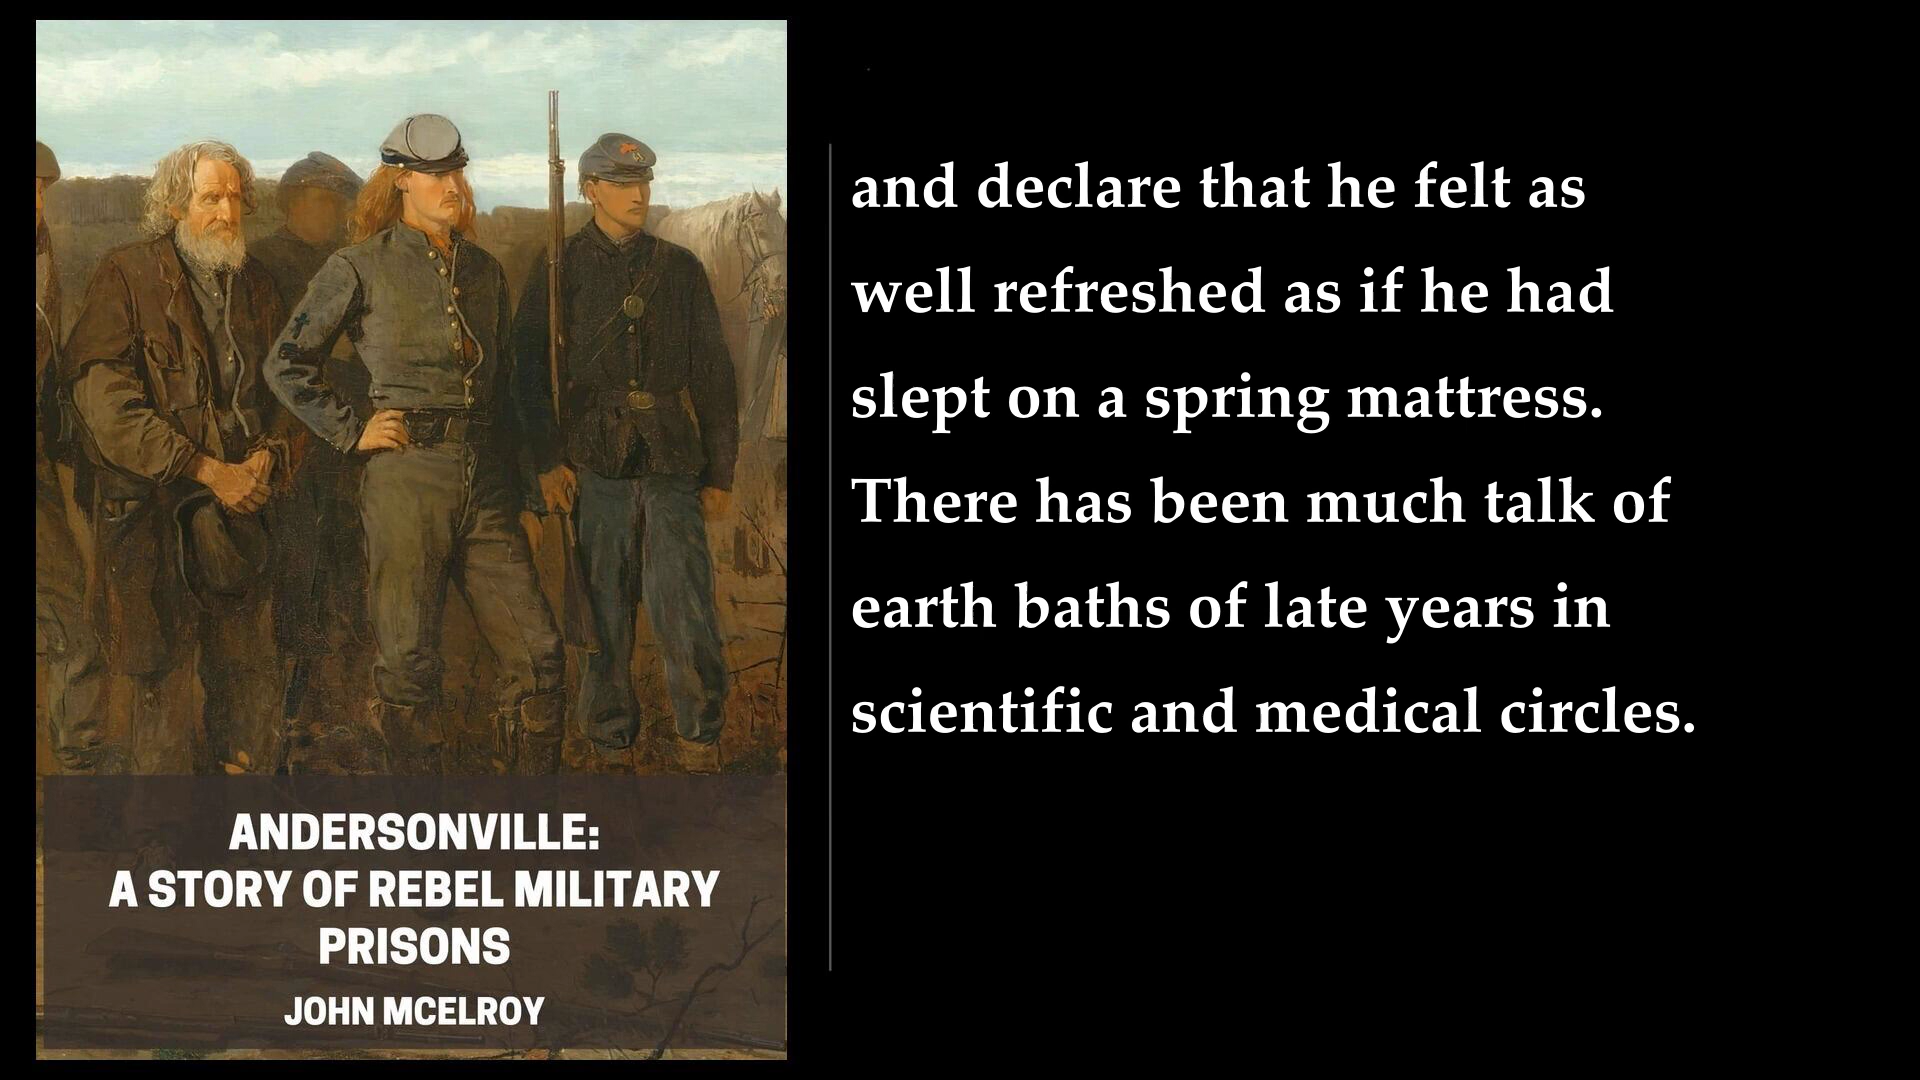 and declare that he felt as
well refreshed as if he had
slept on a spring mattress.
There has been much talk of
earth baths of late years in
scientific and medical circles.
ANDERSONVILLE:
A STORY OF REBEL MILITARY
PRISONS
JOHN MCELROY